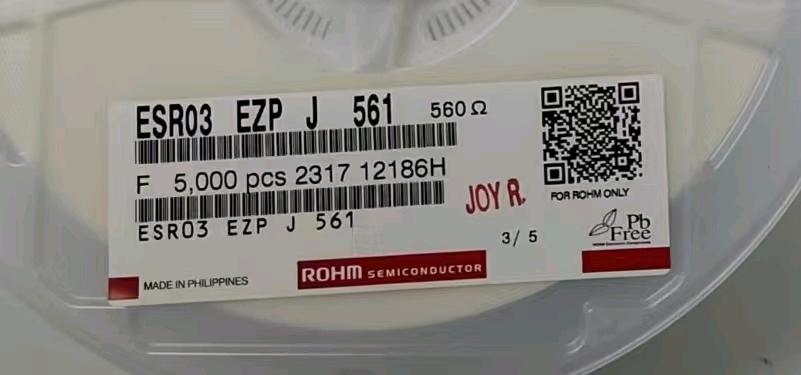 ESR03 EZP J 561 560Ω
F 5,000 pcs 2317 12186H
ESR03 EZP J 561
JOY R.
FOR ROHM ONLY
3/ 5
Pb
Free
MADE IN PHILIPPINES
ROHM SEMICONDUCTOR